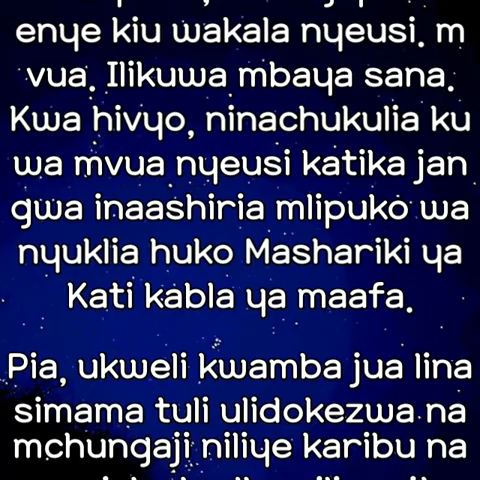 enye kiu wakala nyeusi. m
vua. Ilikuwa mbaya sana.
Kwa hivyo, ninachukulia ku
wa mvua nyeusi katika jan
gwa inaashiria mlipuko wa
nyuklia huko Mashariki ya
Kati kabla ya maafa.
Pia, ukweli kwamba jua lina
simama tuli ulidokezwa na
mchungaji niliye karibu na